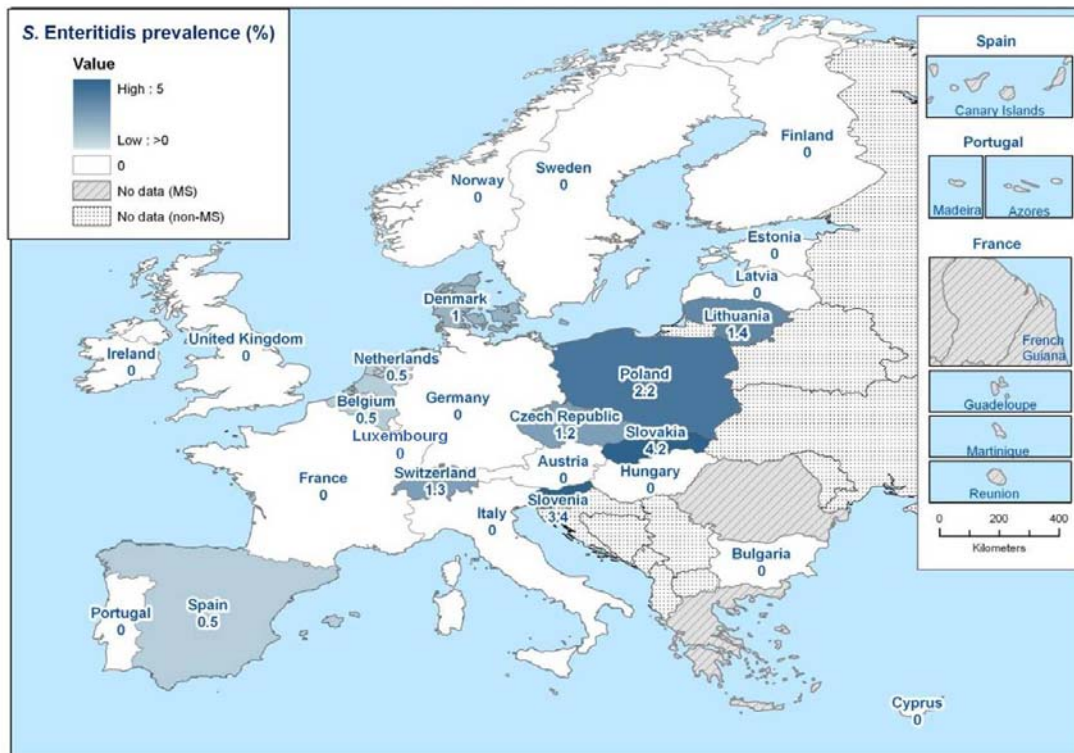 S. Enteritidis prevalence (%)
Value
High : 5
Low : >0
0
No data (MS)
No data (non-MS)
Spain
Canary Islands
Portugal
Madeira
Azores
France
French
Guiana
Guadeloupe
Martinique
Reunion
0 200 400
Kilometers
Finland
0
Sweden
0
Norway
0
Estonia
0
Latvia
0
Lithuania
1.4
Denmark
1
United Kingdom
0
Ireland
0
Netherlands
0.5
Belgium
0.5
Luxembourg
0
Germany
0
Poland
2.2
Czech Republic
1.2
Slovakia
4.2
Austria
0
Hungary
0
Switzerland
1.3
France
0
Slovenia
3.4
Italy
0
Bulgaria
0
Portugal
0
Spain
0.5
Cyprus
0